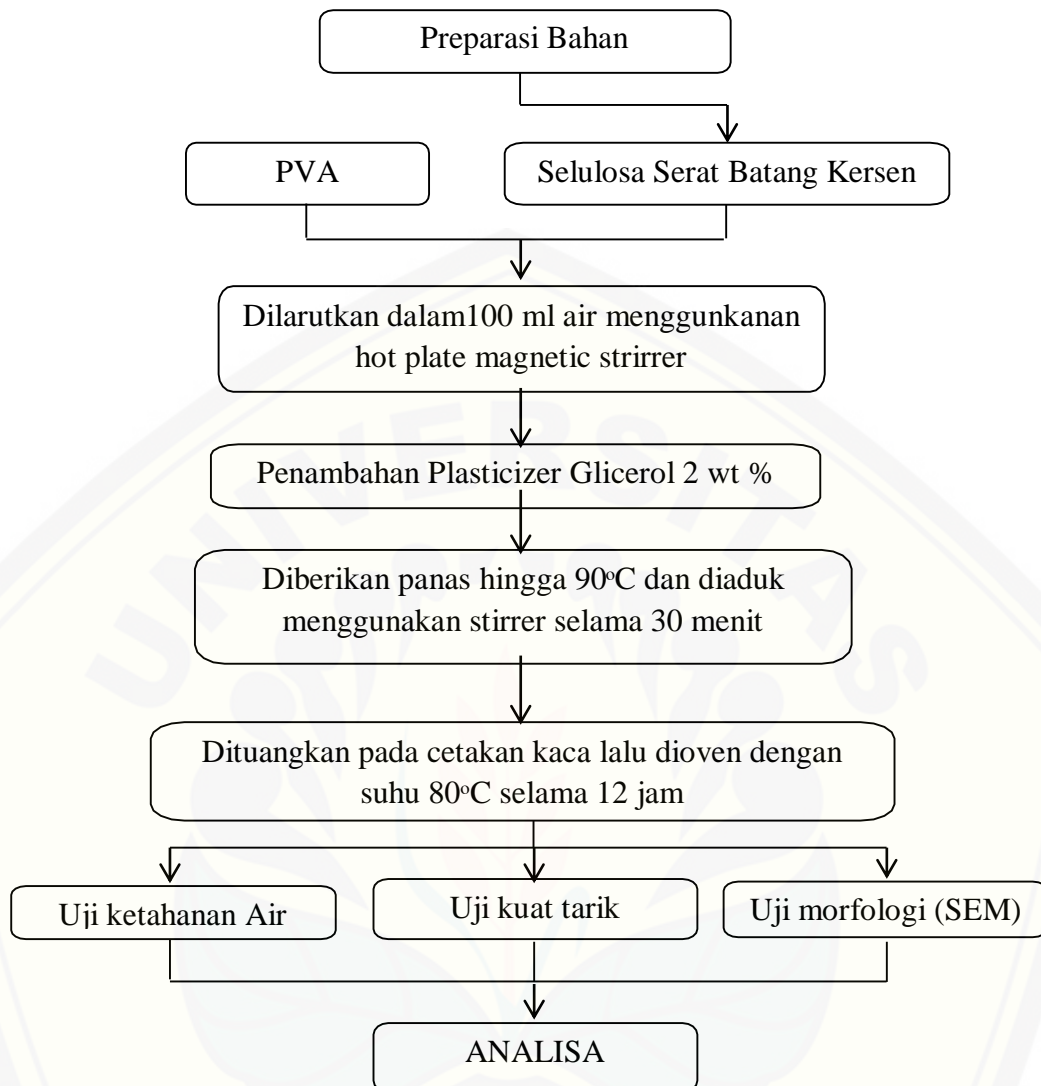 Preparasi Bahan
PVA
Selulosa Serat Batang Kersen
Dilarutkan dalam100 ml air menggunkanan
hot plate magnetic strirrer
Penambahan Plasticizer Glicerol 2 wt %
Diberikan panas hingga 90°C dan diaduk
menggunakan stirrer selama 30 menit
Dituangkan pada cetakan kaca lalu dioven dengan
suhu 80°C selama 12 jam
Uji ketahanan Air
Uji kuat tarik
Uji morfologi (SEM)
ANALISA
UNIVERSITAS